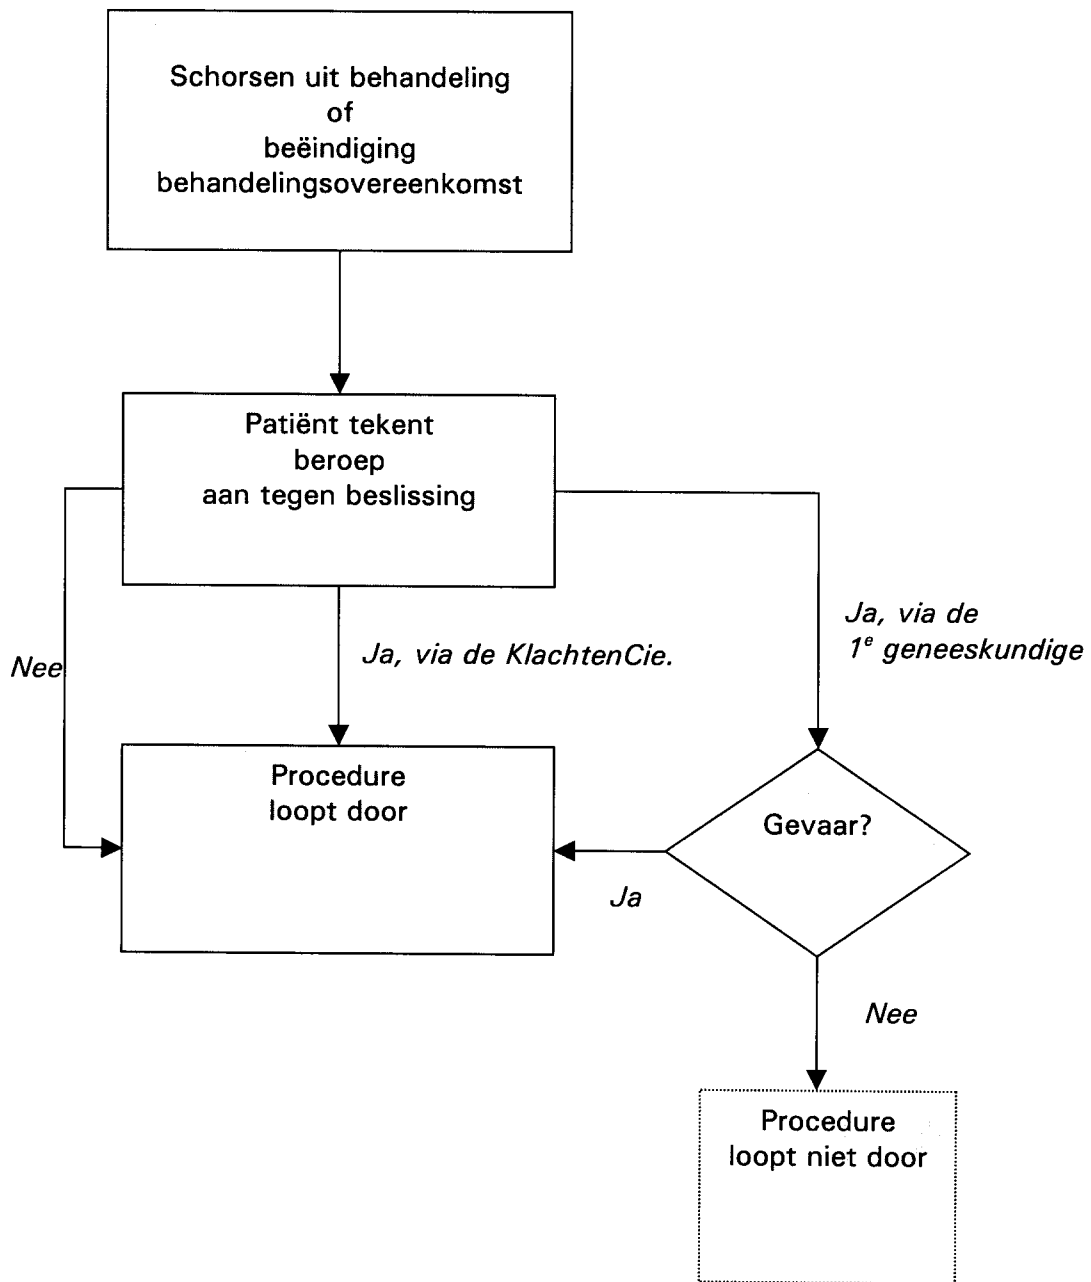 Schorsen uit behandeling
of
beëindiging
behandelingsovereenkomst
Patiënt tekent
beroep
aan tegen beslissing
Nee
Ja, via de KlachtenCie.
Ja, via de
1e geneeskundige
Procedure
loopt door
Gevaar?
Ja
Nee
Procedure
loopt niet door